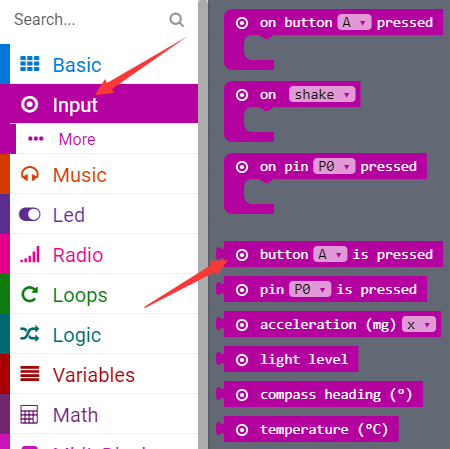 Search...
Basic
Input
More
Music
Led
Radio
Loops
Logic
Variables
Math
on button A pressed
on shake
on pin P0 pressed
button A is pressed
pin P0 is pressed
acceleration (mg) x
light level
compass heading (°)
temperature (°C)